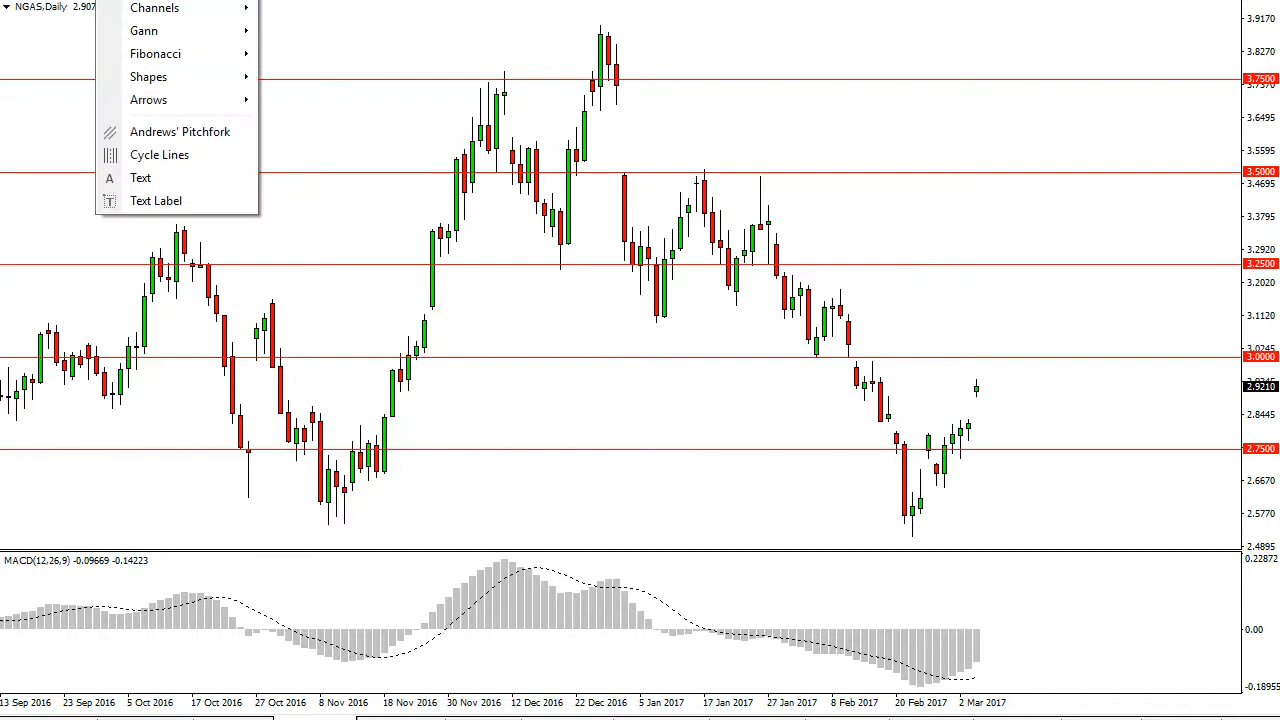 NGAS,Daily 2.907
Channels
Gann
Fibonacci
Shapes
Arrows
Andrews' Pitchfork
Cycle Lines
Text
Text Label
3.9170
3.8270
3.7500
3.6495
3.5595
3.5000
3.4695
3.3795
3.2920
3.2500
3.2020
3.1120
3.0245
3.0000
2.9210
2.8445
2.7500
2.6670
2.5770
2.4895
MACD(12,26,9) -0.09669 -0.14223
0.22872
0.00
-0.18955
13 Sep 2016 23 Sep 2016 5 Oct 2016 17 Oct 2016 27 Oct 2016 8 Nov 2016 18 Nov 2016 30 Nov 2016 12 Dec 2016 22 Dec 2016 5 Jan 2017 17 Jan 2017 27 Jan 2017 8 Feb 2017 20 Feb 2017 2 Mar 2017